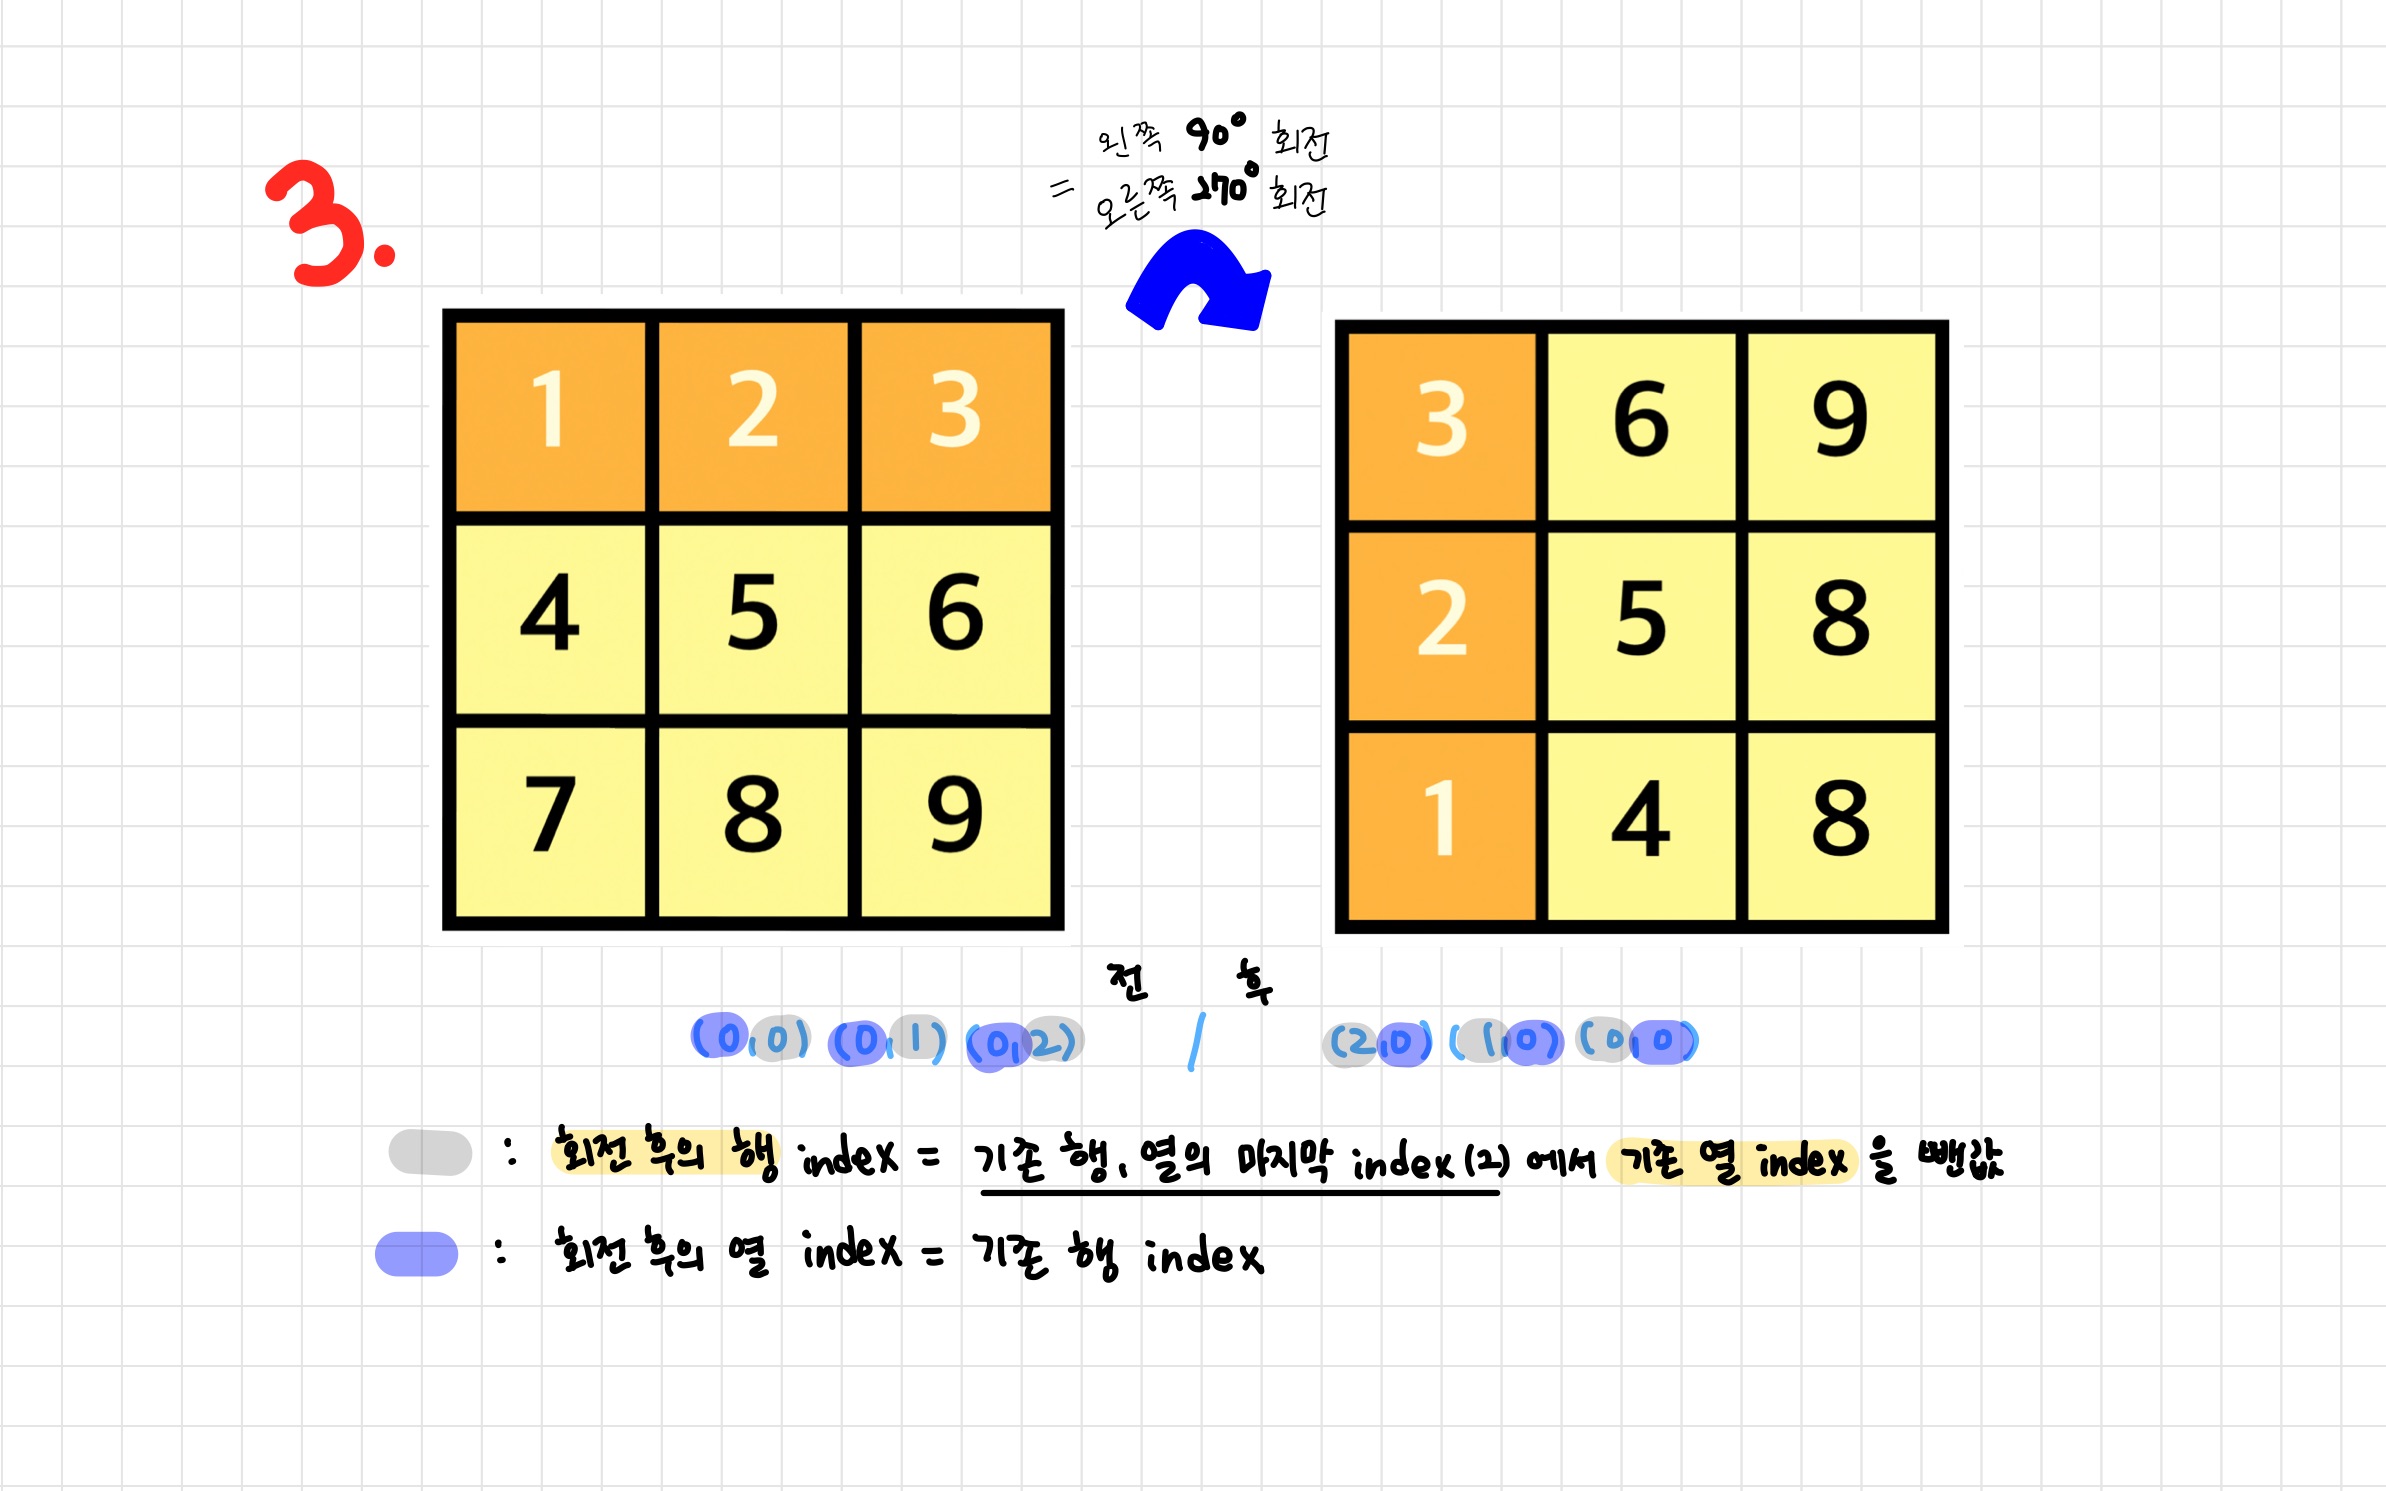 3.
왼쪽 90° 회전
= 오른쪽 270° 회전
1 2 3
4 5 6
7 8 9
3 6 9
2 5 8
1 4 8
전 후
(0,0) (0,1) (0,2) / (2,0) (1,0) (0,0)
: 회전 후의 행 index = 기존 행, 열의 마지막 index(2) 에서 기존 열 index 을 뺀값
: 회전 후의 열 index = 기존 행 index